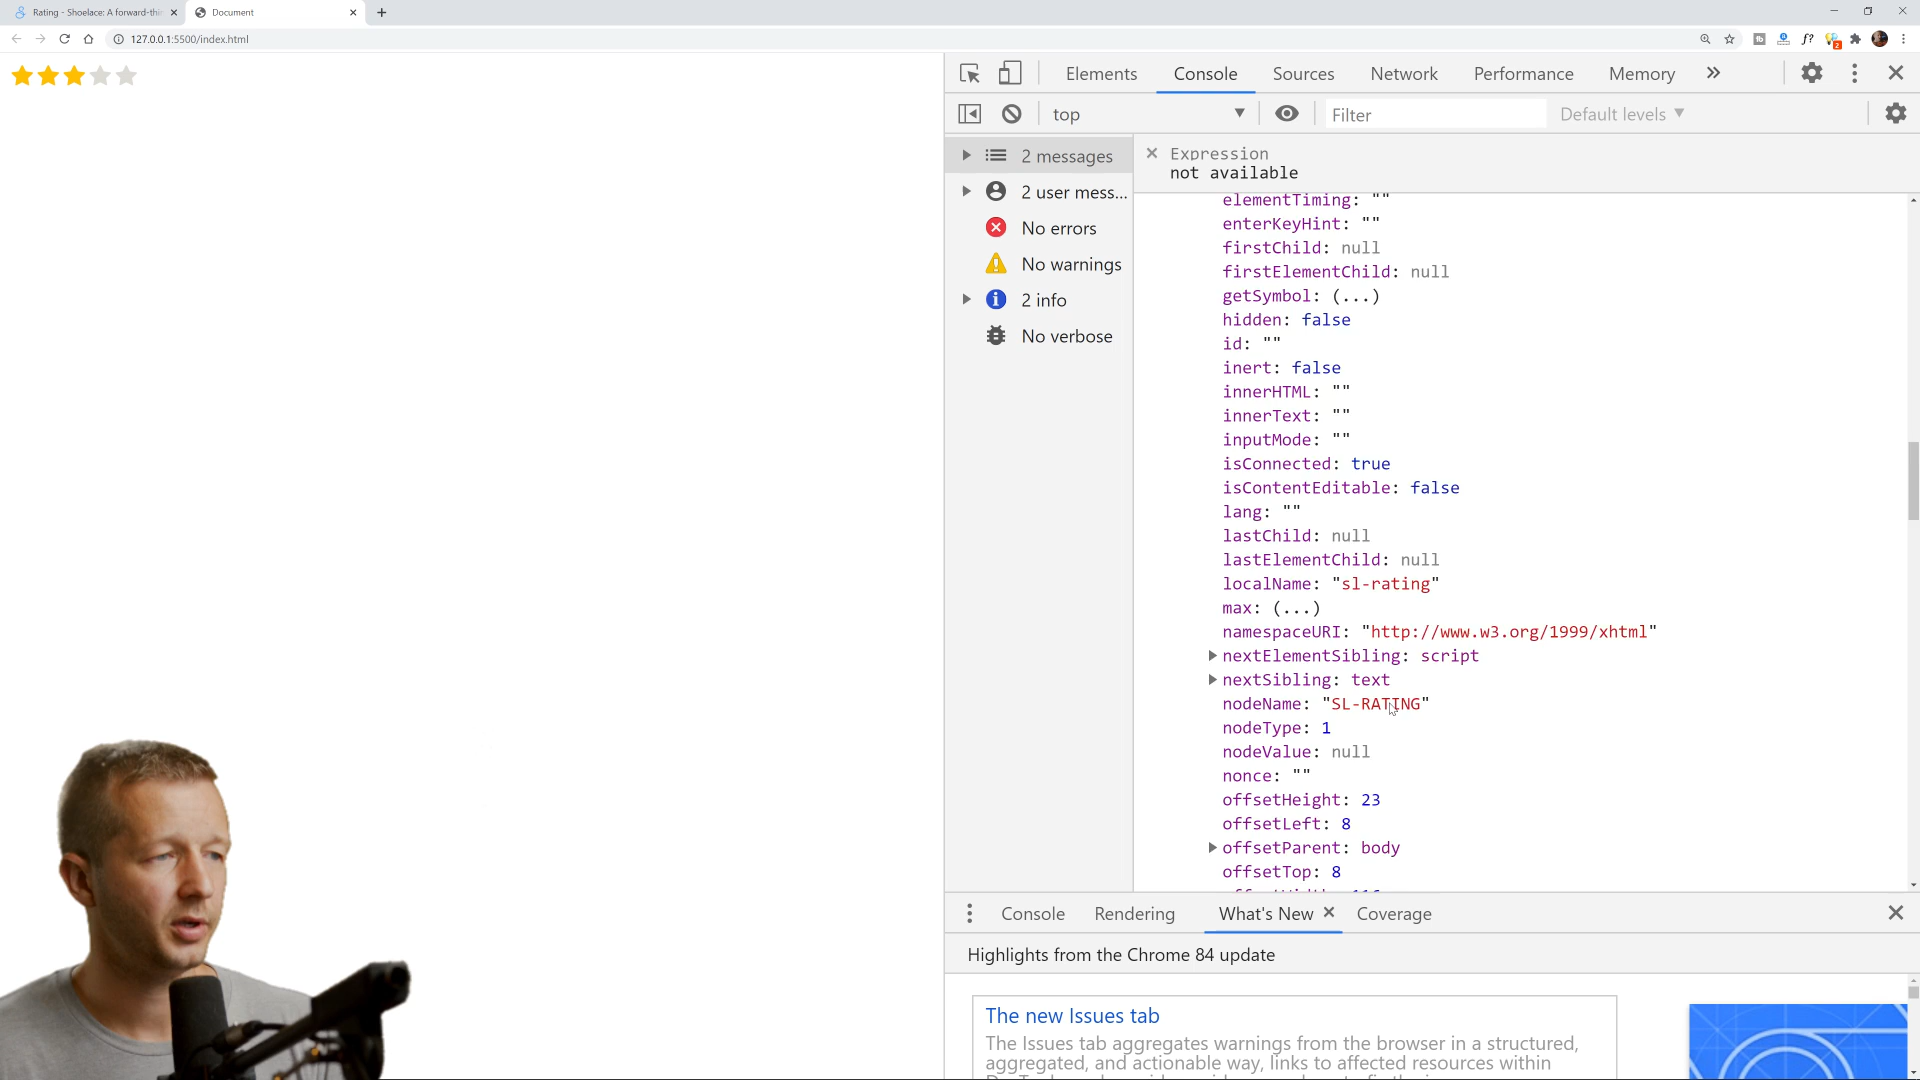 Rating - Shoelace: A forward-thi
Document
127.0.0.1:5500/index.html
f?
2
Elements
Console
Sources
Network
Performance
Memory
top
Filter
Default levels
2 messages
2 user mess...
No errors
No warnings
2 info
No verbose
Expression
not available
elementTiming: ""
enterKeyHint: ""
firstChild: null
firstElementChild: null
getSymbol: (...)
hidden: false
id: ""
inert: false
innerHTML: ""
innerText: ""
inputMode: ""
isConnected: true
isContentEditable: false
lang: ""
lastChild: null
lastElementChild: null
localName: "sl-rating"
max: (...)
namespaceURI: "http://www.w3.org/1999/xhtml"
nextElementSibling: script
nextSibling: text
nodeName: "SL-RATING"
nodeType: 1
nodeValue: null
nonce: ""
offsetHeight: 23
offsetLeft: 8
offsetParent: body
offsetTop: 8
Console
Rendering
What's New
Coverage
Highlights from the Chrome 84 update
The new Issues tab
The Issues tab aggregates warnings from the browser in a structured,
aggregated, and actionable way, links to affected resources within